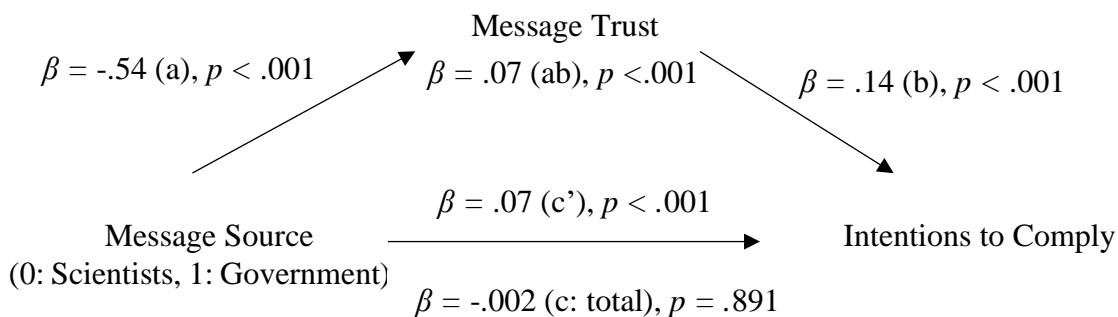 Message Trust
β = -.54 (a), p < .001
β = .07 (ab), p <.001
β = .14 (b), p < .001
β = .07 (c’), p < .001
Message Source
(0: Scientists, 1: Government)
Intentions to Comply
β = -.002 (c: total), p = .891